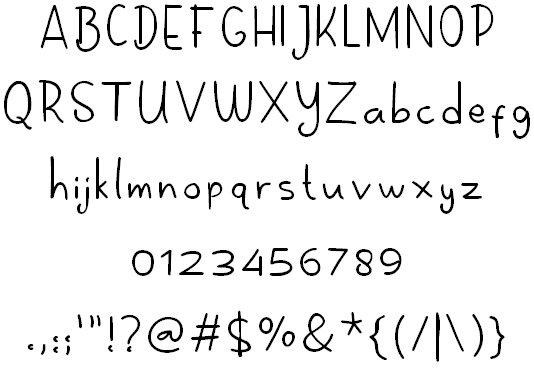 ABCDEFGHIJKLMNOP
QRSTUVWXYZabcdefg
hijklmnopqrstuvwxyz
0123456789
.,:;'"!?@#$%&*{(/|\)}